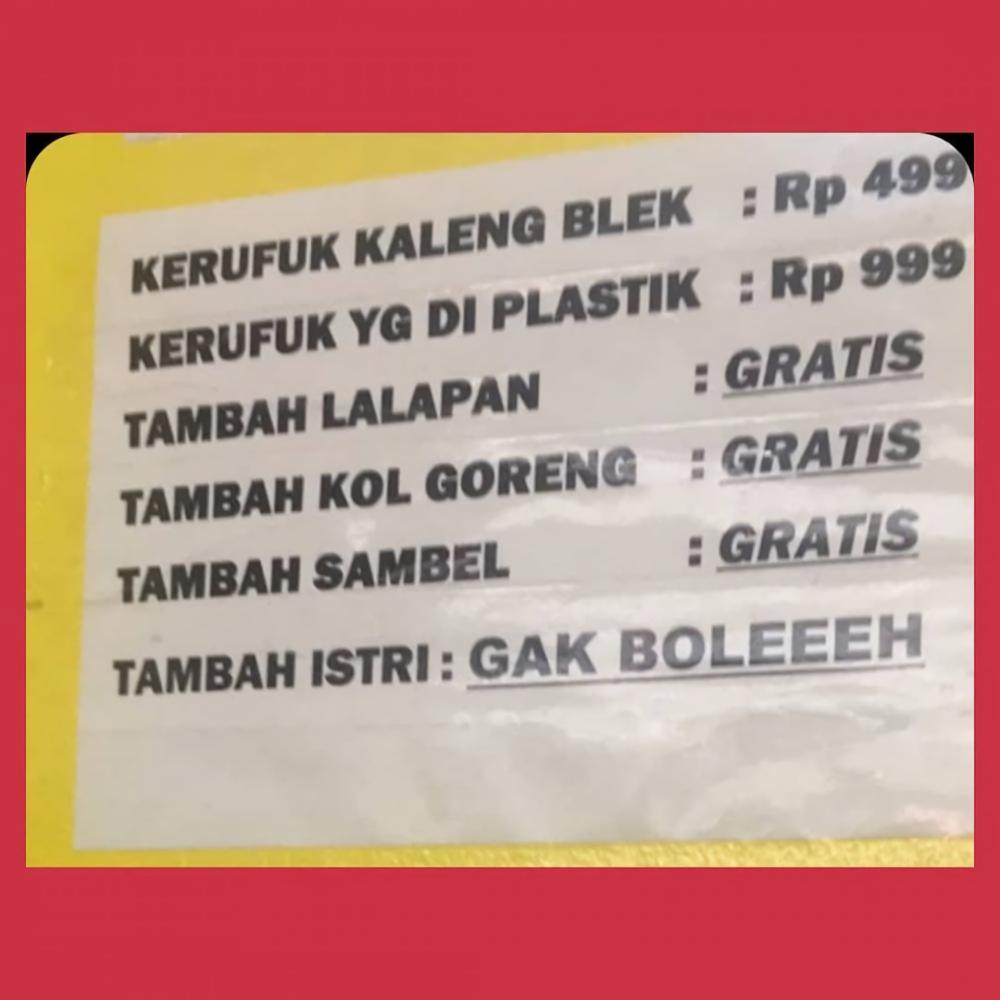 KERUFUK KALENG BLEK : Rp 499
KERUFUK YG DI PLASTIK : Rp 999
TAMBAH LALAPAN : GRATIS
TAMBAH KOL GORENG : GRATIS
TAMBAH SAMBEL : GRATIS
TAMBAH ISTRI : GAK BOLEEEH